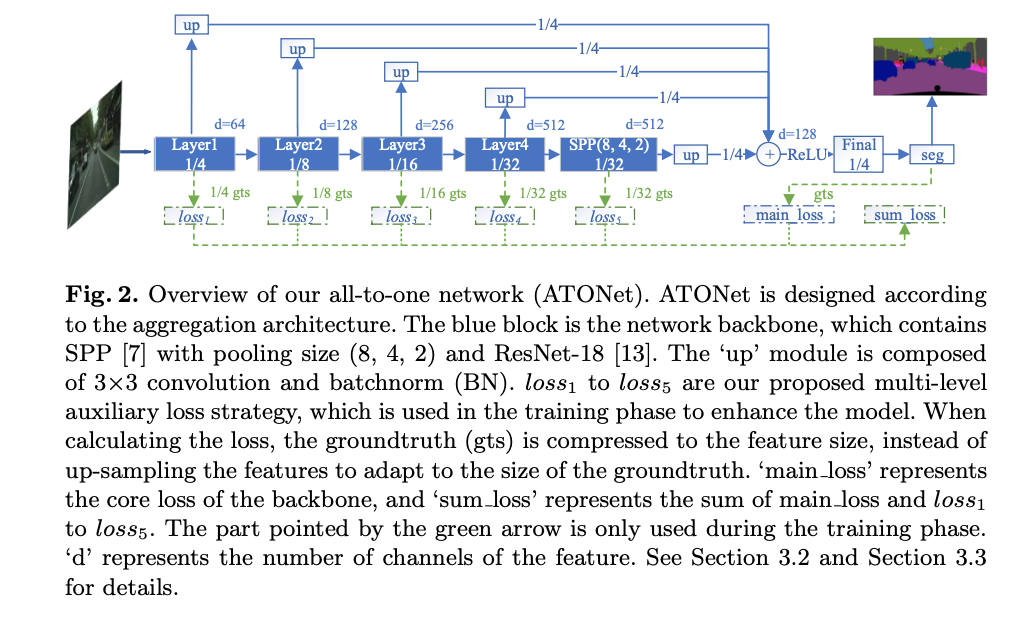 up
1/4
up
1/4
up
1/4
up
1/4
d=64
d=128
d=256
d=512
d=512
d=128
Layer1
1/4
Layer2
1/8
Layer3
1/16
Layer4
1/32
SPP(8, 4, 2)
1/32
up
1/4
+
ReLU
Final
1/4
seg
1/4 gts
1/8 gts
1/16 gts
1/32 gts
1/32 gts
gts
loss₁
loss₂
loss₃
loss₄
loss₅
main_loss
sum_loss
Fig. 2. Overview of our all-to-one network (ATONet). ATONet is designed according
to the aggregation architecture. The blue block is the network backbone, which contains
SPP [7] with pooling size (8, 4, 2) and ResNet-18 [13]. The ‘up’ module is composed
of 3×3 convolution and batchnorm (BN). loss₁ to loss₅ are our proposed multi-level
auxiliary loss strategy, which is used in the training phase to enhance the model. When
calculating the loss, the groundtruth (gts) is compressed to the feature size, instead of
up-sampling the features to adapt to the size of the groundtruth. ‘main_loss’ represents
the core loss of the backbone, and ‘sum_loss’ represents the sum of main_loss and loss₁
to loss₅. The part pointed by the green arrow is only used during the training phase.
‘d’ represents the number of channels of the feature. See Section 3.2 and Section 3.3
for details.